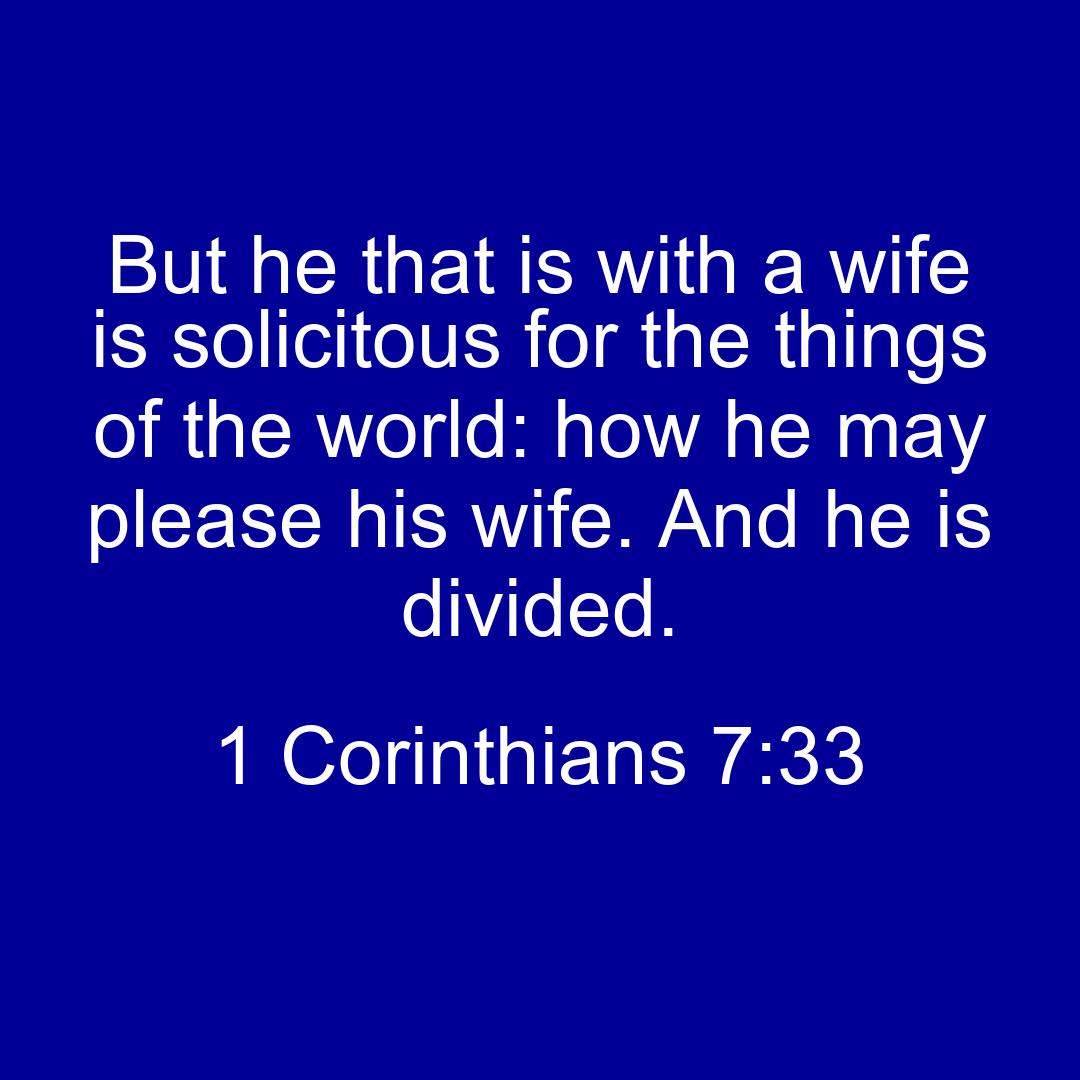 But he that is with a wife
is solicitous for the things
of the world: how he may
please his wife. And he is
divided.
1 Corinthians 7:33